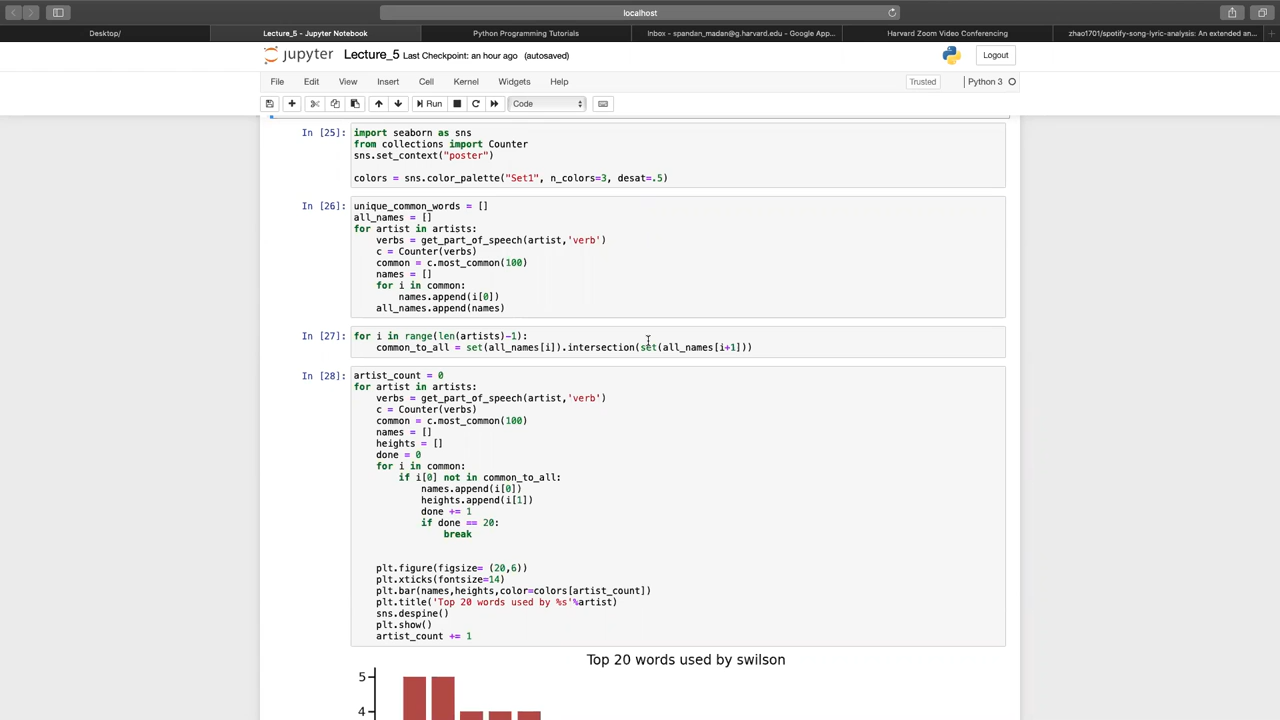 localhost
Desktop/
Lecture_5 - Jupyter Notebook
Python Programming Tutorials
Inbox - spandan_madan@g.harvard.edu - Google App...
Harvard Zoom Video Conferencing
zhao1701/spotify-song-lyric-analysis: An extended an...
jupyter Lecture_5 Last Checkpoint: an hour ago (autosaved)
Logout
File Edit View Insert Cell Kernel Widgets Help
Trusted
Python 3
Run
Code
In [25]: import seaborn as sns
from collections import Counter
sns.set_context("poster")
colors = sns.color_palette("Set1", n_colors=3, desat=.5)
In [26]: unique_common_words = []
all_names = []
for artist in artists:
    verbs = get_part_of_speech(artist,'verb')
    c = Counter(verbs)
    common = c.most_common(100)
    names = []
    for i in common:
        names.append(i[0])
    all_names.append(names)
In [27]: for i in range(len(artists)-1):
    common_to_all = set(all_names[i]).intersection(set(all_names[i+1]))
In [28]: artist_count = 0
for artist in artists:
    verbs = get_part_of_speech(artist,'verb')
    c = Counter(verbs)
    common = c.most_common(100)
    names = []
    heights = []
    done = 0
    for i in common:
        if i[0] not in common_to_all:
            names.append(i[0])
            heights.append(i[1])
            done += 1
            if done == 20:
                break
    plt.figure(figsize= (20,6))
    plt.xticks(fontsize=14)
    plt.bar(names,heights,color=colors[artist_count])
    plt.title('Top 20 words used by %s'%artist)
    sns.despine()
    plt.show()
    artist_count += 1
Top 20 words used by swilson
5
4